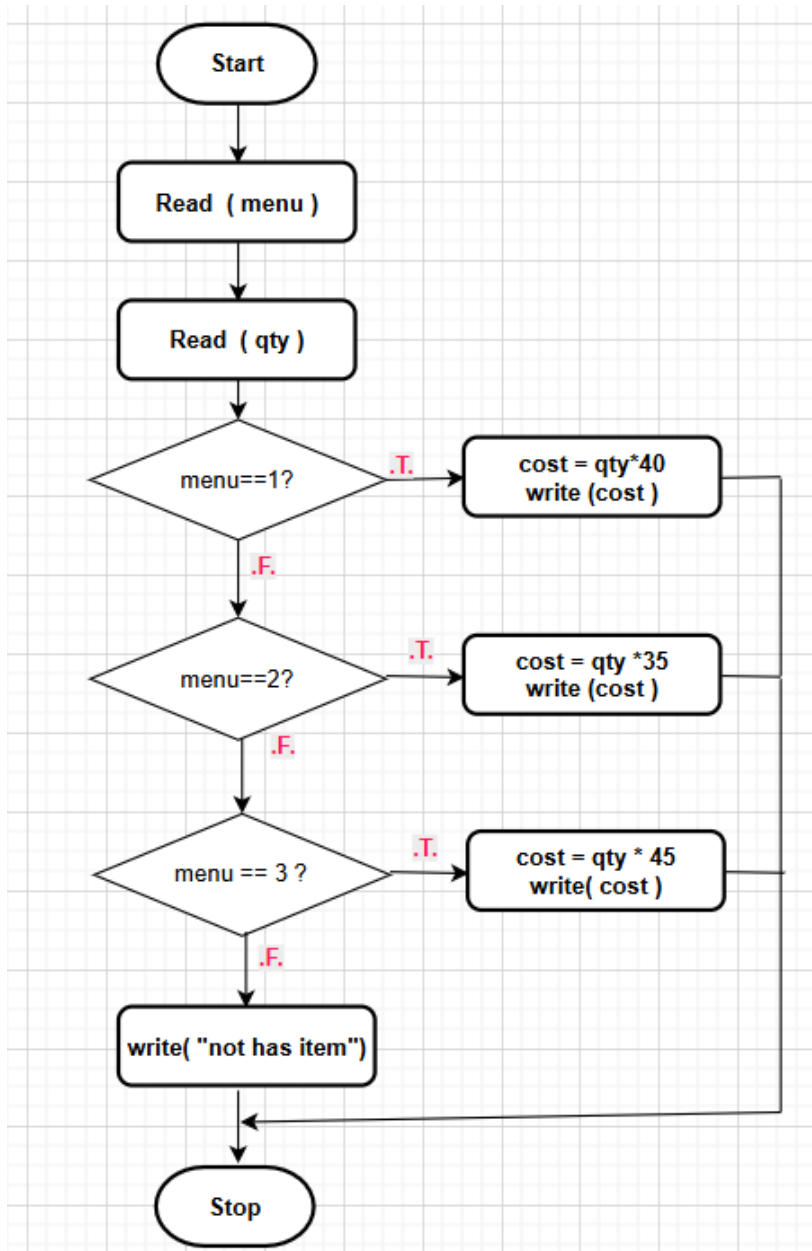 Start
Read ( menu )
Read ( qty )
menu==1?
.T.
cost = qty*40
write (cost )
.F.
menu==2?
.T.
cost = qty *35
write (cost )
.F.
menu == 3 ?
.T.
cost = qty * 45
write( cost )
.F.
write( "not has item")
Stop